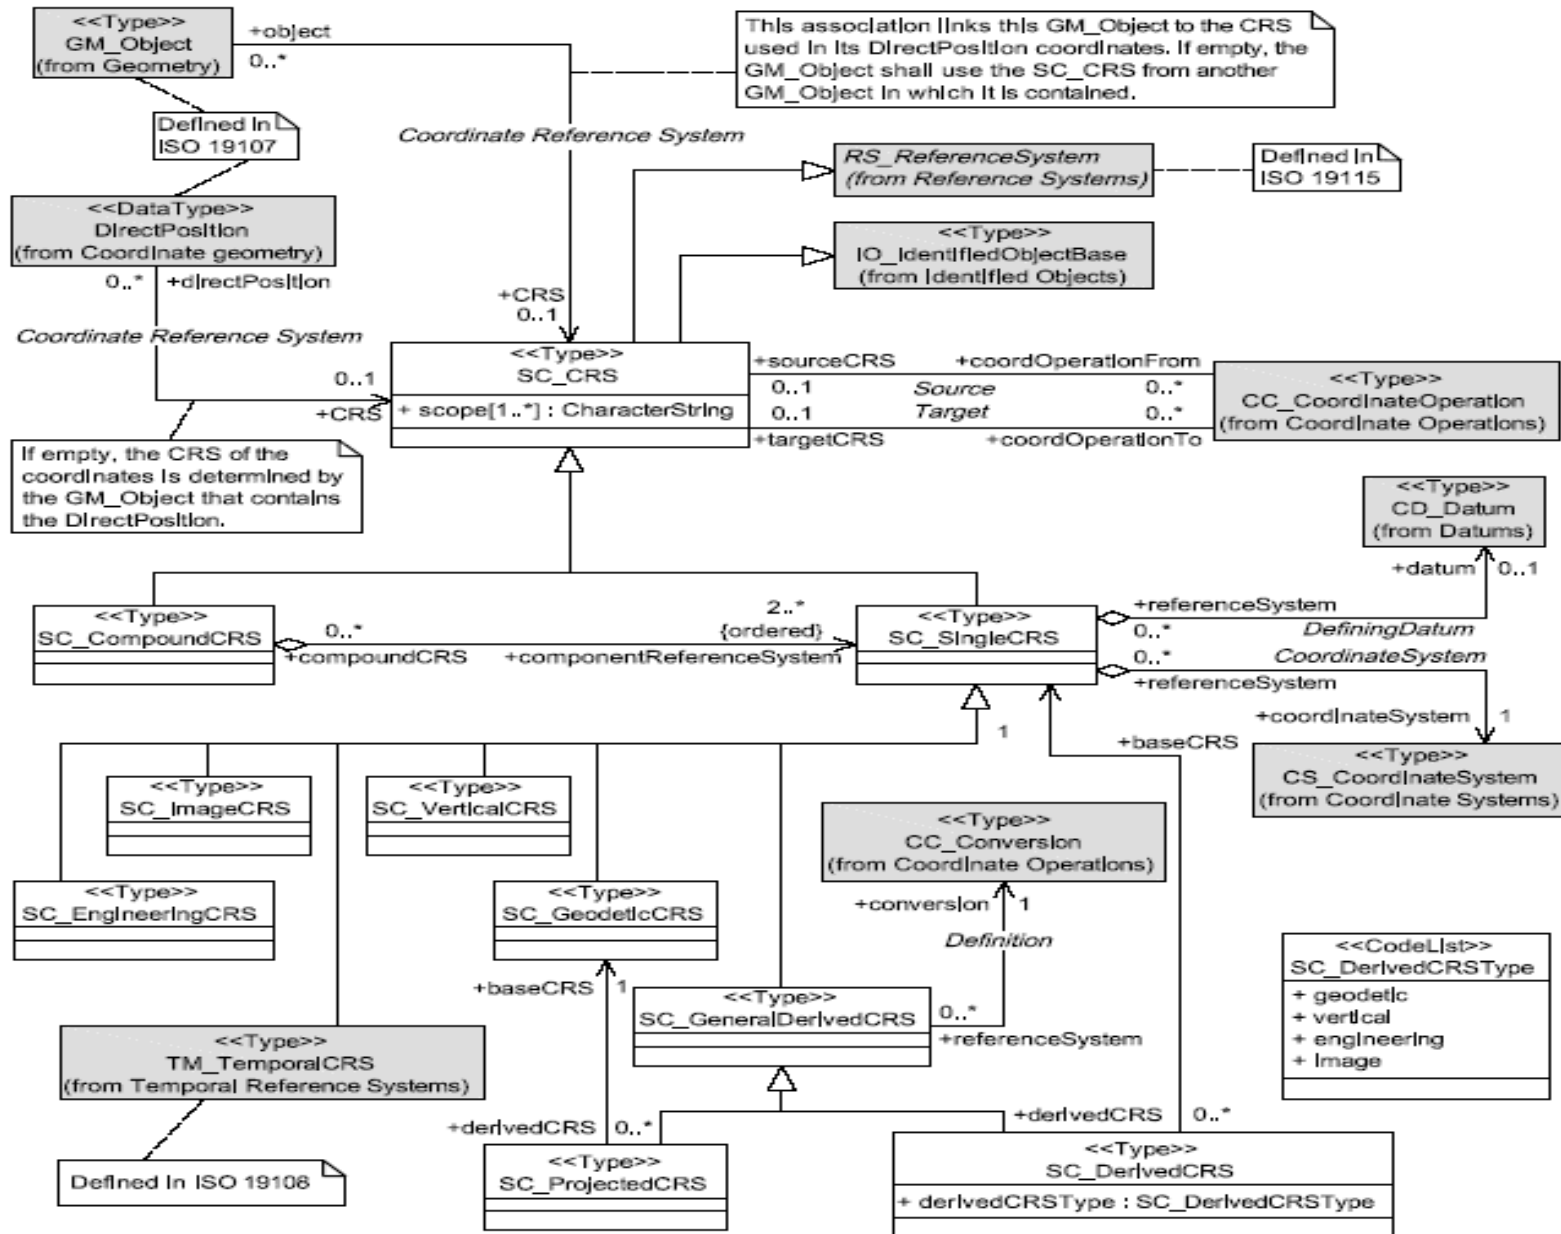 <<Type>>
GM_Object
(from Geometry)
+object
0..*
This association links this GM_Object to the CRS
used in its DirectPosition coordinates. If empty, the
GM_Object shall use the SC_CRS from another
GM_Object in which it is contained.
Defined in
ISO 19107
Coordinate Reference System
RS_ReferenceSystem
(from Reference Systems)
Defined in
ISO 19115
<<DataType>>
DirectPosition
(from Coordinate geometry)
<<Type>>
IO_IdentifiedObjectBase
(from Identified Objects)
0..*
+directPosition
+CRS
0..1
Coordinate Reference System
0..1
+CRS
<<Type>>
SC_CRS
+ scope[1..*] : CharacterString
+sourceCRS
+coordOperationFrom
0..1
Source
0..*
0..1
Target
0..*
+targetCRS
+coordOperationTo
<<Type>>
CC_CoordinateOperation
(from Coordinate Operations)
If empty, the CRS of the
coordinates is determined by
the GM_Object that contains
the DirectPosition.
<<Type>>
CD_Datum
(from Datums)
+datum
0..1
<<Type>>
SC_CompoundCRS
0..*
+compoundCRS
2..*
{ordered}
+componentReferenceSystem
<<Type>>
SC_SingleCRS
+referenceSystem
0..*
DefiningDatum
0..*
CoordinateSystem
+referenceSystem
+coordinateSystem
1
1
+baseCRS
<<Type>>
CS_CoordinateSystem
(from Coordinate Systems)
<<Type>>
SC_ImageCRS
<<Type>>
SC_VerticalCRS
<<Type>>
CC_Conversion
(from Coordinate Operations)
<<Type>>
SC_EngineeringCRS
<<Type>>
SC_GeodeticCRS
+conversion
1
Definition
<<CodeList>>
SC_DerivedCRSType
+ geodetic
+ vertical
+ engineering
+ image
+baseCRS
1
<<Type>>
SC_GeneralDerivedCRS
0..*
+referenceSystem
<<Type>>
TM_TemporalCRS
(from Temporal Reference Systems)
+derivedCRS
0..*
+derivedCRS
0..*
Defined in ISO 19108
<<Type>>
SC_ProjectedCRS
<<Type>>
SC_DerivedCRS
+ derivedCRSType : SC_DerivedCRSType